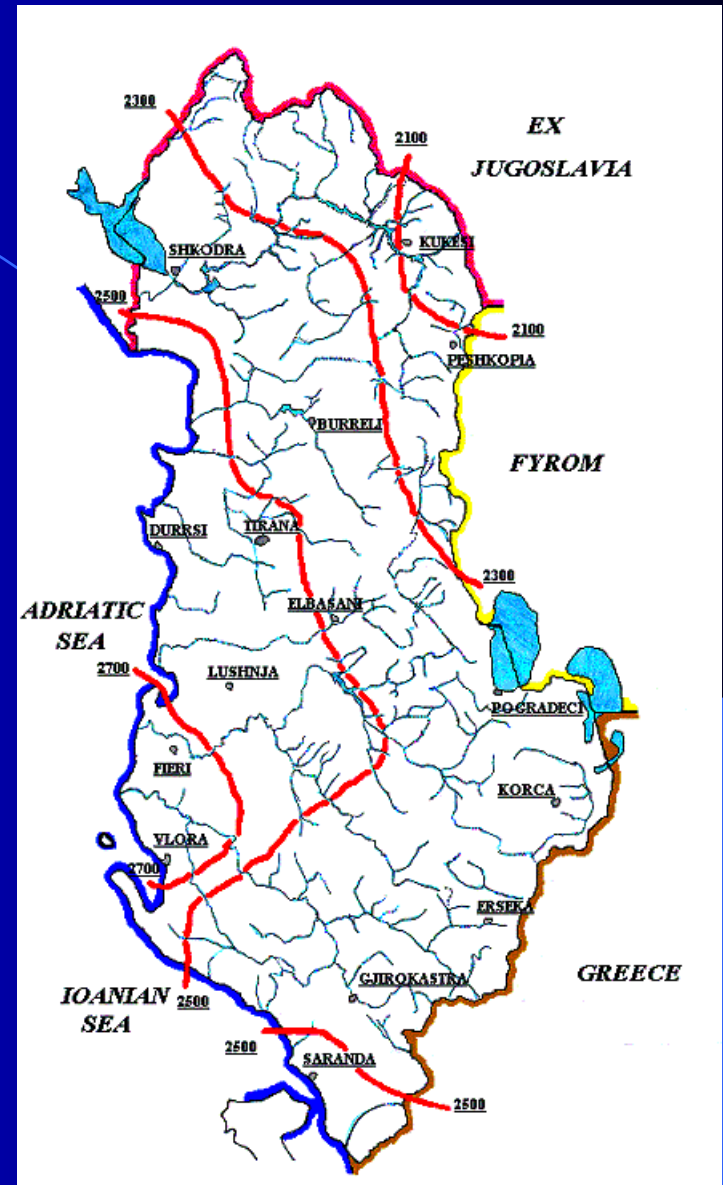 2300
EX
JUGOSLAVIA
2100
KUKESI
SHKODRA
2500
2100
PESHKOPIA
BURRELI
FYROM
DURRSI
TIRANA
2300
ELBASANI
ADRIATIC
SEA
2700
LUSHNJA
POGRADECI
FIERI
KORCA
VLORA
2700
ERSEKA
GJIROKASTRA
GREECE
IOANIAN
SEA
2500
2500
SARANDA
2500